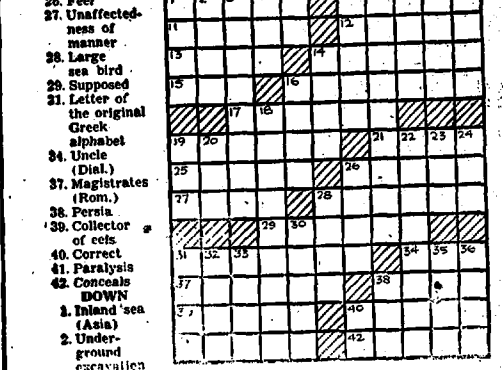 26. Peer
27. Unaffected-
ness of
manner
28. Large
sea bird
29. Supposed
31. Letter of
the original
Greek
alphabet
34. Uncle
(Dial.)
37. Magistrates
(Rom.)
38. Persia
39. Collector
of eels
40. Correct
41. Paralysis
42. Conceals
DOWN
1. Inland sea
(Asia)
2. Under-
ground
excavation
11 12
13 14
15 16
17 18
19 20 21 22 23 24
25 26
27 28
29 30
31 32 33 34 35 36
37 38
40
42